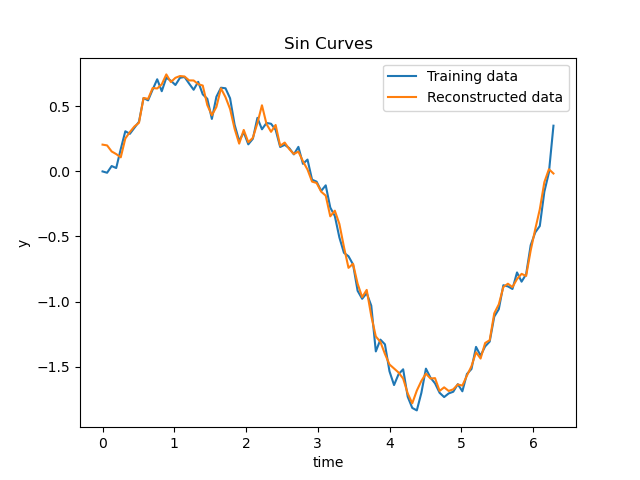 Sin Curves
Training data
Reconstructed data
y
0.5
0.0
−0.5
−1.0
−1.5
0 1 2 3 4 5 6
time